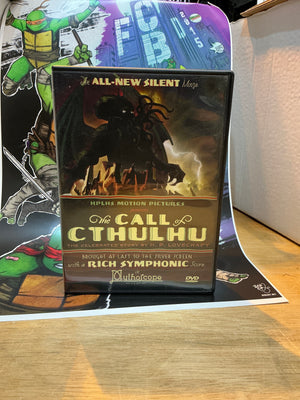 The ALL-NEW SILENT Movie
HPLHS MOTION PICTURES
The CALL of
CTHULHU
THE CELEBRATED STORY BY H. P. LOVECRAFT
BROUGHT AT LAST TO THE SILVER SCREEN
with a RICH SYMPHONIC Score
Mythoscope
DVD